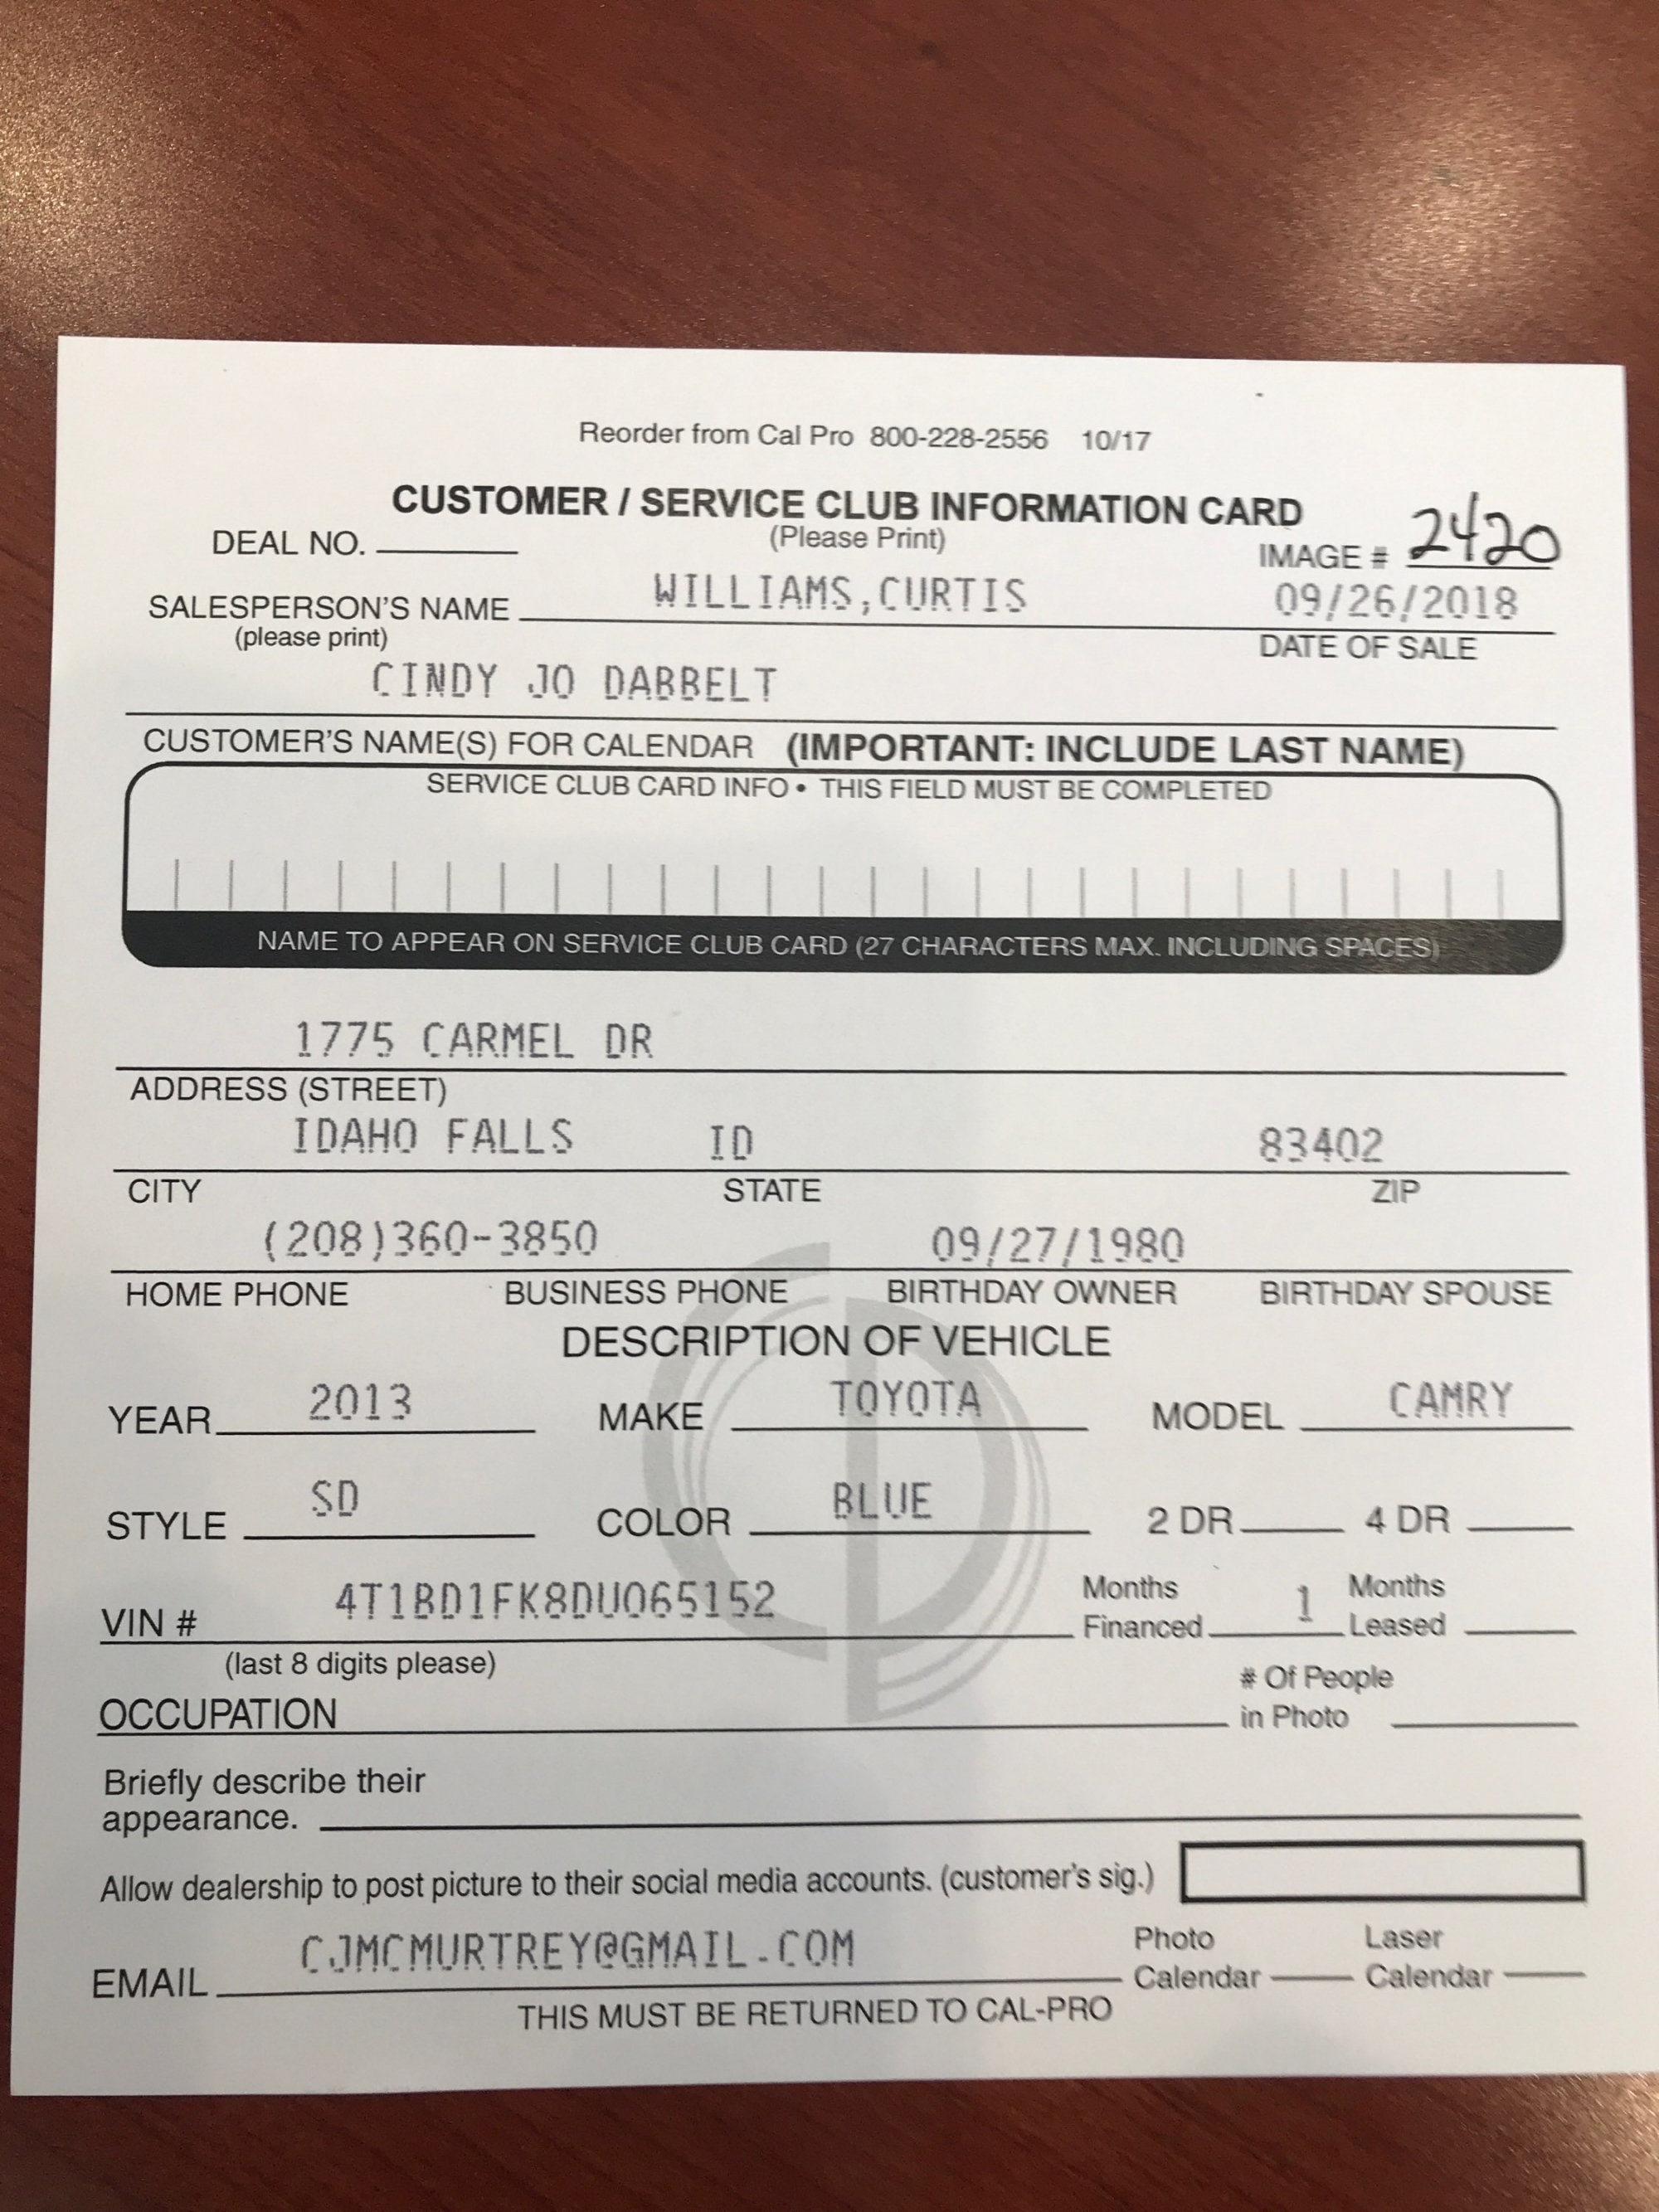 Reorder from Cal Pro 800-228-2556 10/17
CUSTOMER / SERVICE CLUB INFORMATION CARD
DEAL NO. (Please Print) IMAGE # 2420
SALESPERSON'S NAME WILLIAMS,CURTIS 09/26/2018
(please print) DATE OF SALE
CINDY JO DABBELT
CUSTOMER'S NAME(S) FOR CALENDAR (IMPORTANT: INCLUDE LAST NAME)
SERVICE CLUB CARD INFO • THIS FIELD MUST BE COMPLETED
NAME TO APPEAR ON SERVICE CLUB CARD (27 CHARACTERS MAX. INCLUDING SPACES)
1775 CARMEL DR
ADDRESS (STREET)
IDAHO FALLS ID 83402
CITY STATE ZIP
(208)360-3850 09/27/1980
HOME PHONE BUSINESS PHONE BIRTHDAY OWNER BIRTHDAY SPOUSE
DESCRIPTION OF VEHICLE
YEAR 2013 MAKE TOYOTA MODEL CAMRY
STYLE SD COLOR BLUE 2 DR 4 DR
VIN # 4T1BD1FK8DU065152 Months Financed 1 Months Leased
(last 8 digits please)
OCCUPATION # Of People in Photo
Briefly describe their
appearance.
Allow dealership to post picture to their social media accounts. (customer's sig.)
EMAIL CJMCMURTREY@GMAIL.COM Photo Calendar Laser Calendar
THIS MUST BE RETURNED TO CAL-PRO